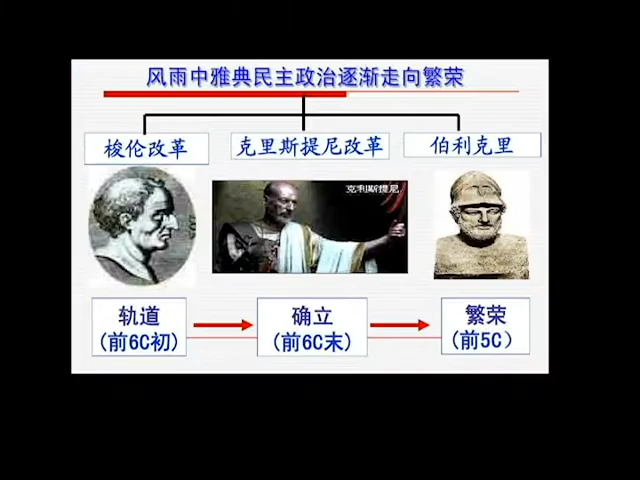 风雨中雅典民主政治逐渐走向繁荣
梭伦改革
克里斯提尼改革
伯利克里
克利斯提尼
轨道
(前6C初)
确立
(前6C末)
繁荣
(前5C)